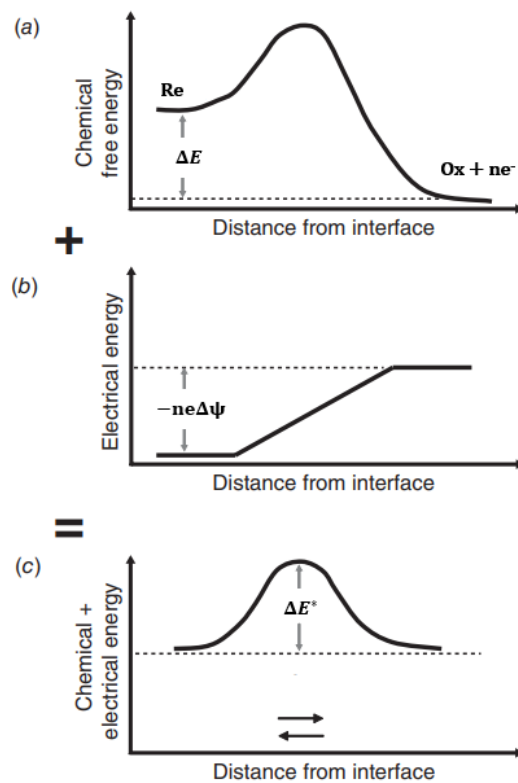 (a)
Chemical
free energy
Re
ΔE
Ox + ne⁻
Distance from interface
+
(b)
Electrical energy
−neΔψ
Distance from interface
=
(c)
Chemical +
electrical energy
ΔE*
Distance from interface